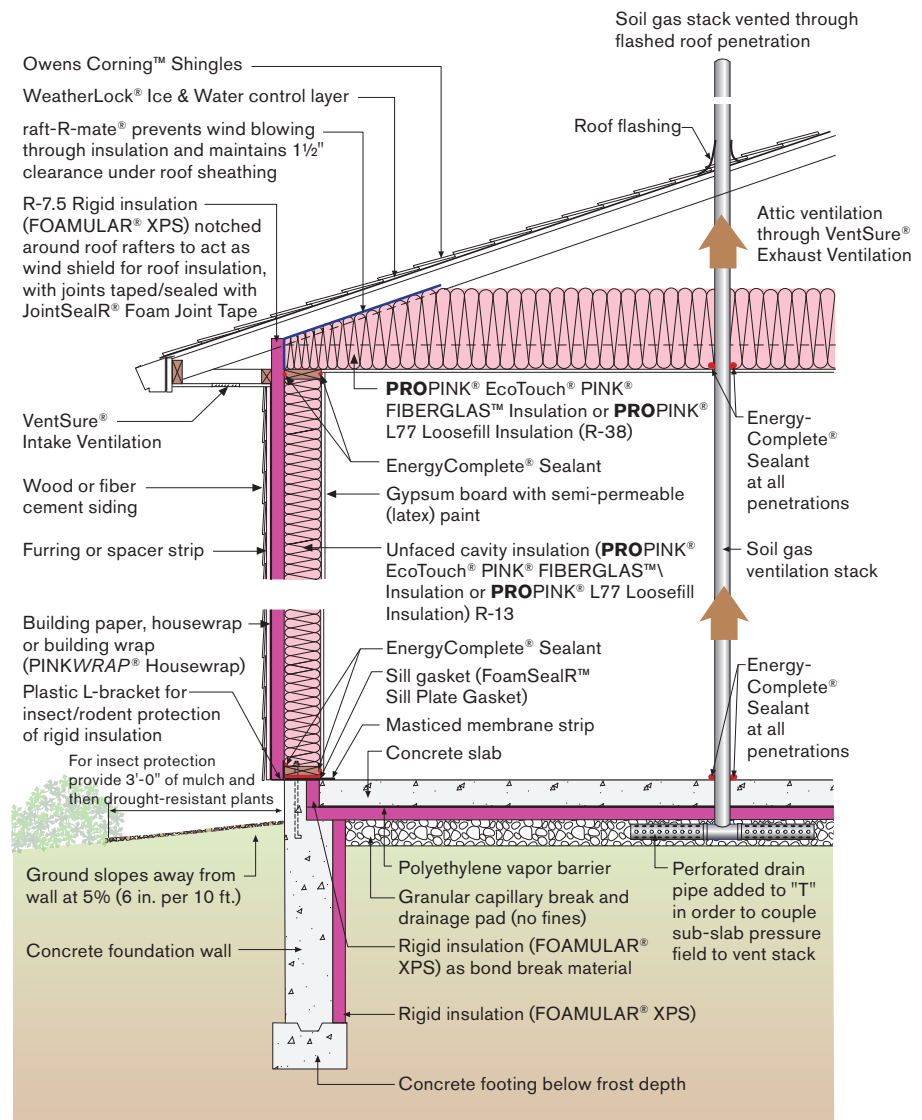 Soil gas stack vented through
flashed roof penetration
Owens Corning™ Shingles
WeatherLock® Ice & Water control layer
raft-R-mate® prevents wind blowing
through insulation and maintains 1½"
clearance under roof sheathing
Roof flashing
R-7.5 Rigid insulation
(FOAMULAR® XPS) notched
around roof rafters to act as
wind shield for roof insulation,
with joints taped/sealed with
JointSealR® Foam Joint Tape
Attic ventilation
through VentSure®
Exhaust Ventilation
VentSure®
Intake Ventilation
Wood or fiber
cement siding
Furring or spacer strip
PROPINK® EcoTouch® PINK®
FIBERGLAS™ Insulation or PROPINK®
L77 Loosefill Insulation (R-38)
EnergyComplete® Sealant
Gypsum board with semi-permeable
(latex) paint
Unfaced cavity insulation (PROPINK®
EcoTouch® PINK® FIBERGLAS™\
Insulation or PROPINK® L77 Loosefill
Insulation) R-13
Energy-
Complete®
Sealant
at all
penetrations
Soil gas
ventilation stack
Building paper, housewrap
or building wrap
(PINKWRAP® Housewrap)
Plastic L-bracket for
insect/rodent protection
of rigid insulation
For insect protection
provide 3'-0" of mulch and
then drought-resistant plants
EnergyComplete® Sealant
Sill gasket (FoamSealR™
Sill Plate Gasket)
Masticed membrane strip
Concrete slab
Energy-
Complete®
Sealant
at all
penetrations
Ground slopes away from
wall at 5% (6 in. per 10 ft.)
Concrete foundation wall
Polyethylene vapor barrier
Granular capillary break and
drainage pad (no fines)
Rigid insulation (FOAMULAR®
XPS) as bond break material
Rigid insulation (FOAMULAR® XPS)
Concrete footing below frost depth
Perforated drain
pipe added to "T"
in order to couple
sub-slab pressure
field to vent stack